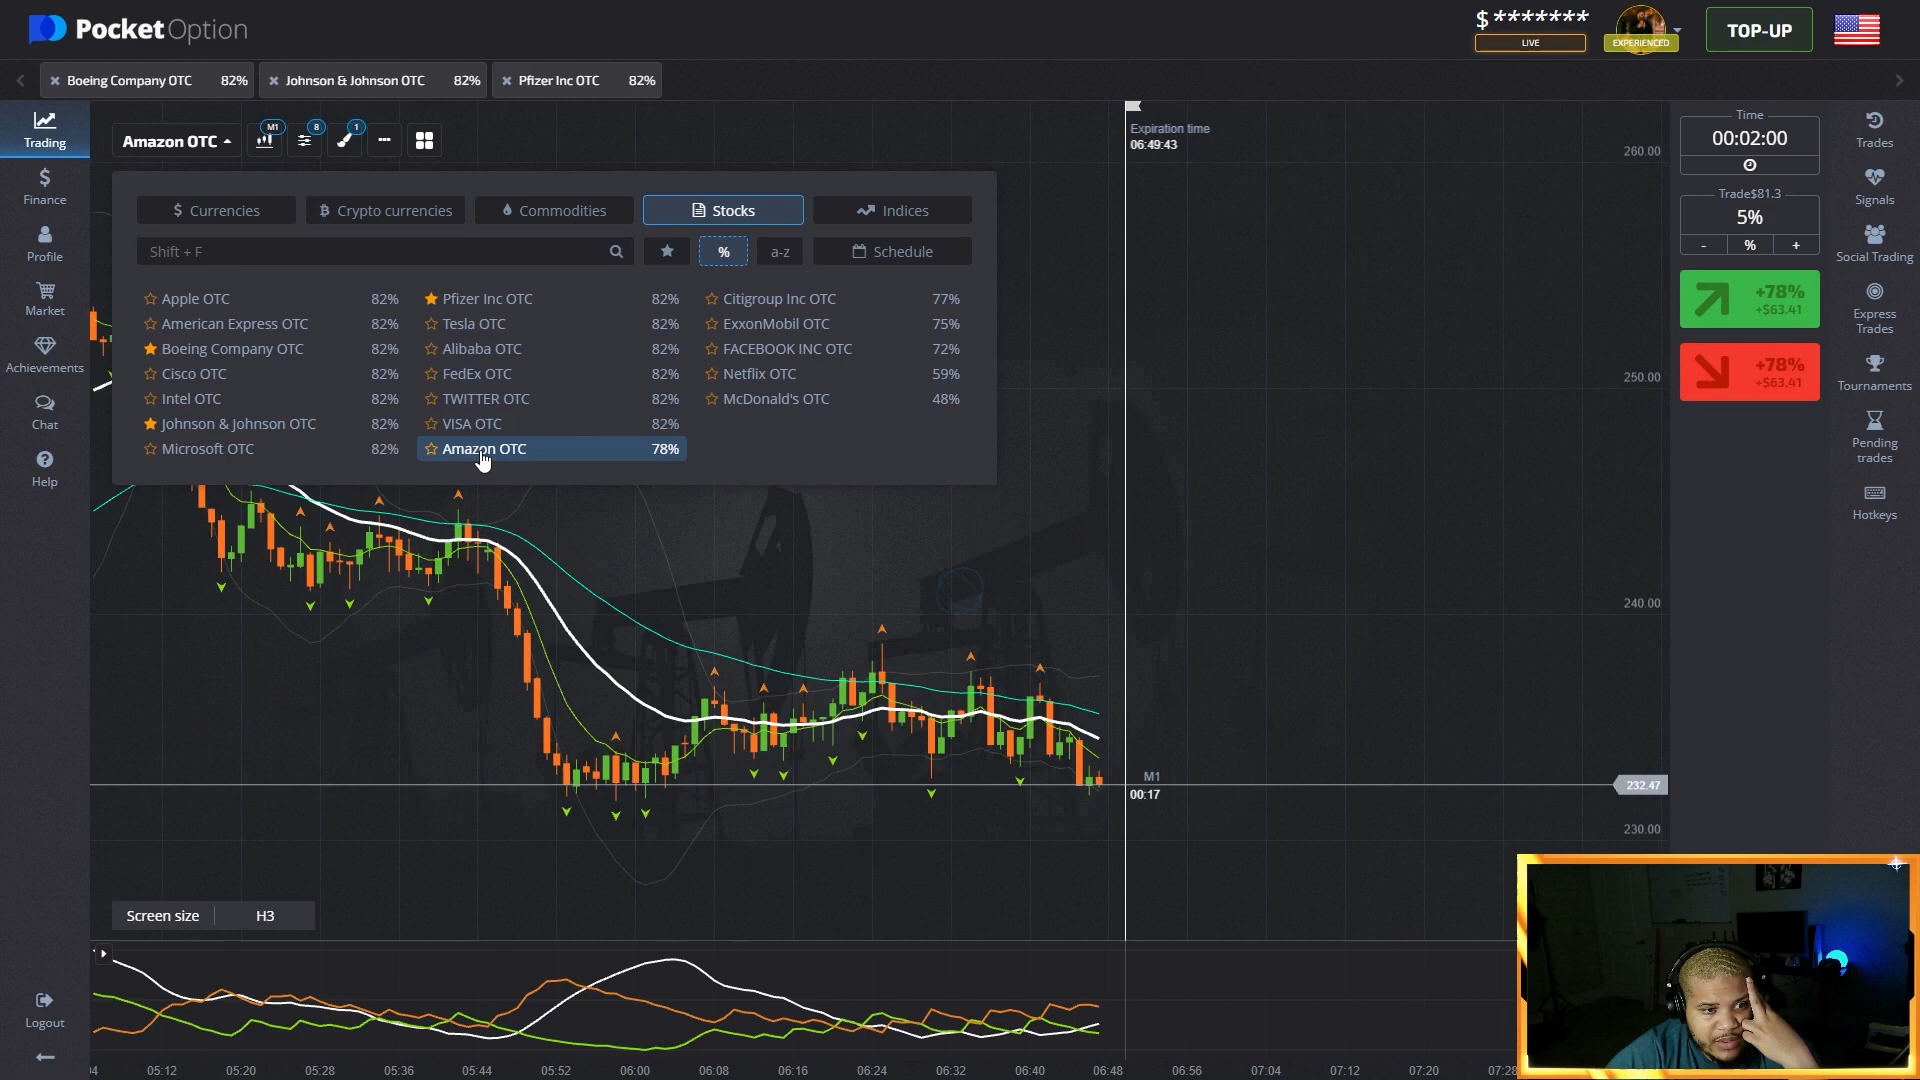 PocketOption
$ *******
LIVE
EXPERIENCED
TOP-UP
Boeing Company OTC 82%
Johnson & Johnson OTC 82%
Pfizer Inc OTC 82%
Trading
Finance
Profile
Market
Achievements
Chat
Help
Logout
Amazon OTC
M1
8
1
Currencies
Crypto currencies
Commodities
Stocks
Indices
Shift + F
%
a-z
Schedule
Apple OTC 82%
American Express OTC 82%
Boeing Company OTC 82%
Cisco OTC 82%
Intel OTC 82%
Johnson & Johnson OTC 82%
Microsoft OTC 82%
Pfizer Inc OTC 82%
Tesla OTC 82%
Alibaba OTC 82%
FedEx OTC 82%
TWITTER OTC 82%
VISA OTC 82%
Amazon OTC 78%
Citigroup Inc OTC 77%
ExxonMobil OTC 75%
FACEBOOK INC OTC 72%
Netflix OTC 59%
McDonald's OTC 48%
Expiration time
06:49:43
260.00
250.00
240.00
232.47
230.00
M1
00:17
Screen size H3
05:12 05:20 05:28 05:36 05:44 05:52 06:00 06:08 06:16 06:24 06:32 06:40 06:48 06:56 07:04 07:12 07:20 07:28
Time
00:02:00
Trade$81.3
5%
- % +
+78%
+$63.41
+78%
+$63.41
Trades
Signals
Social Trading
Express
Trades
Tournaments
Pending
trades
Hotkeys